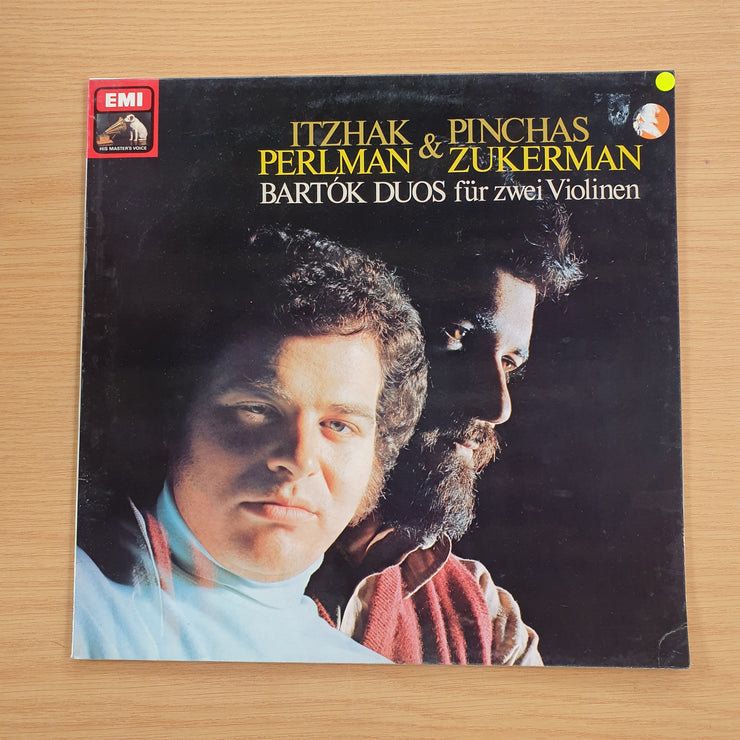 EMI
HIS MASTER'S VOICE
ITZHAK & PINCHAS
PERLMAN ZUKERMAN
BARTÓK DUOS für zwei Violinen